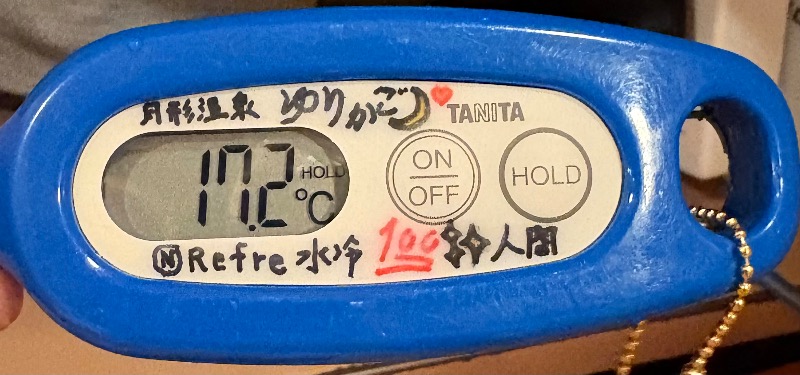 月形温泉 ゆりかご
TANITA
17.2 HOLD
°C
ON
OFF
HOLD
Ⓝ Refre 水冷 100 人間